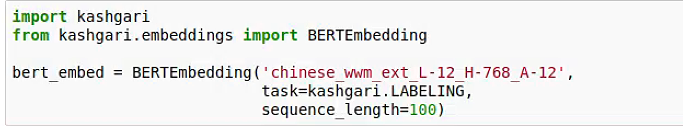 import kashgari
from kashgari.embeddings import BERTEmbedding

bert_embed = BERTEmbedding('chinese_wwm_ext_L-12_H-768_A-12',
                           task=kashgari.LABELING,
                           sequence_length=100)